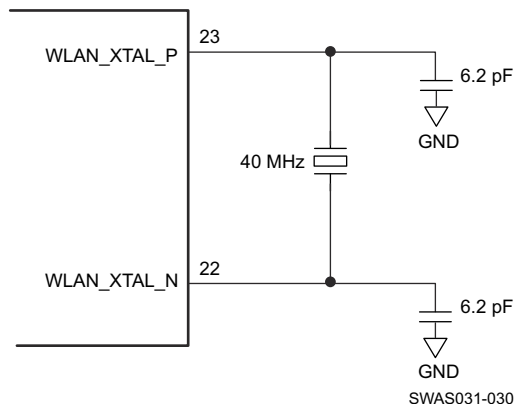 WLAN_XTAL_P
23
6.2 pF
GND
40 MHz
WLAN_XTAL_N
22
6.2 pF
GND
SWAS031-030